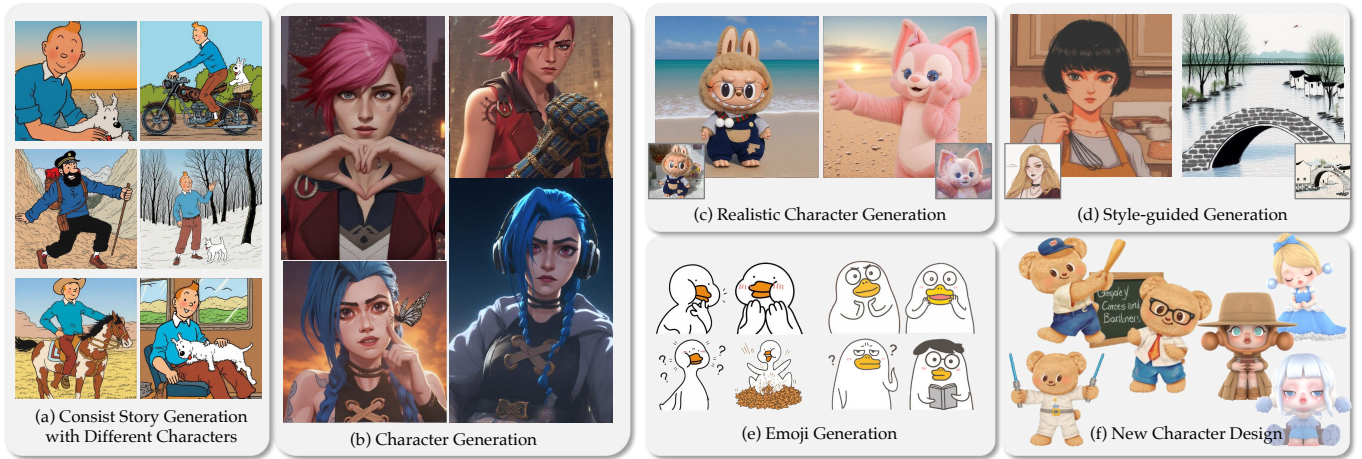 (a) Consist Story Generation
with Different Characters
(b) Character Generation
(c) Realistic Character Generation
(d) Style-guided Generation
(e) Emoji Generation
? ? ? ? ?
? ?
and
(f) New Character Design